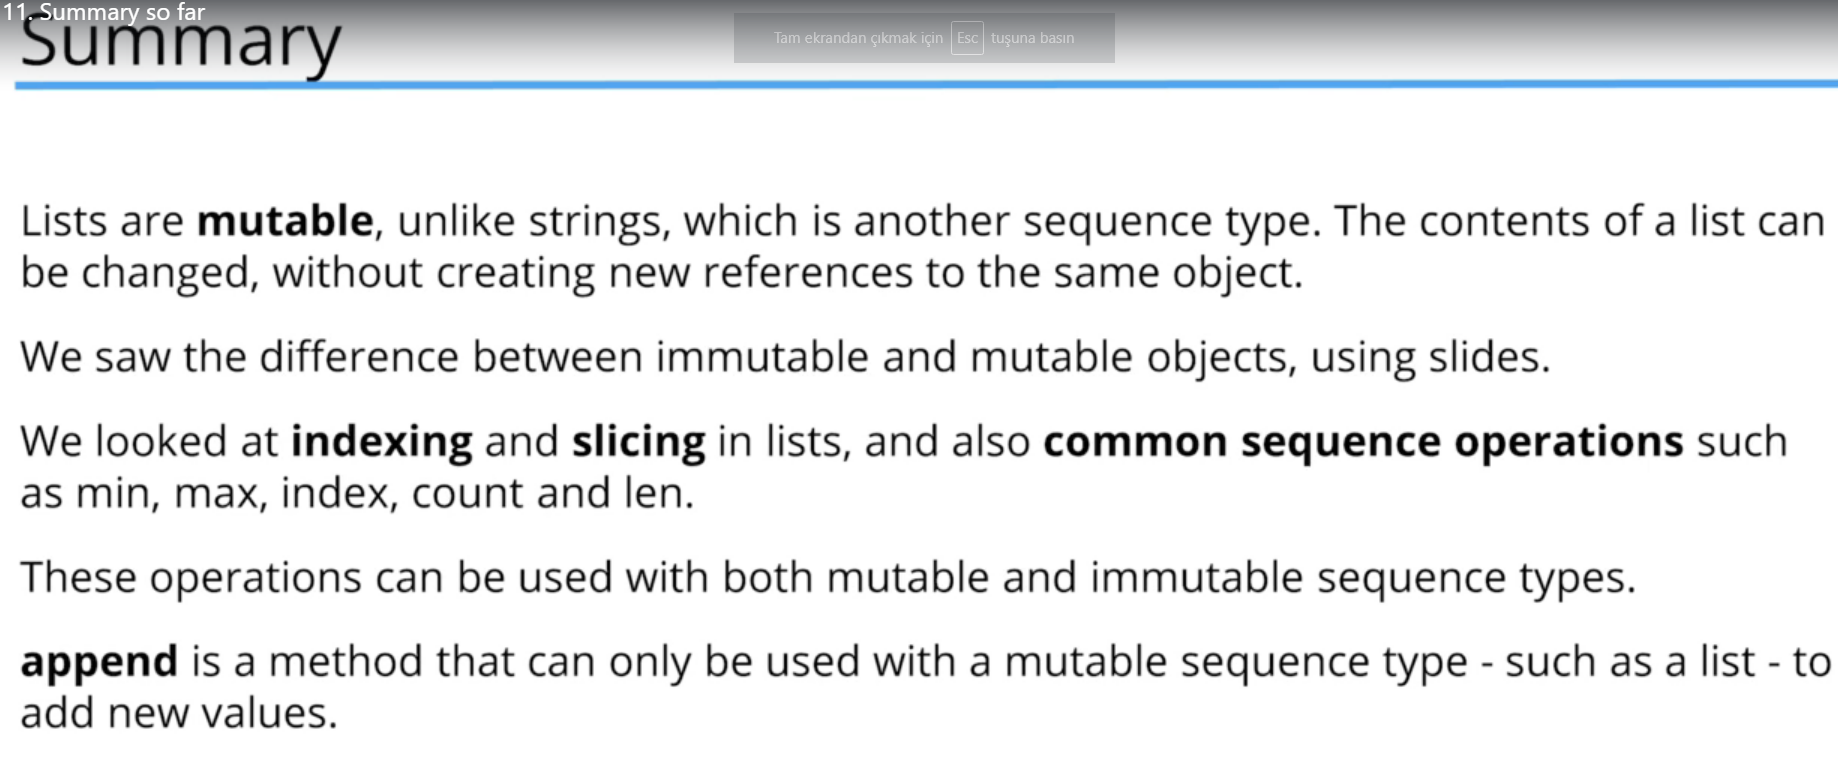 11. Summary so far
Summary
Tam ekrandan çıkmak için Esc tuşuna basın
Lists are mutable, unlike strings, which is another sequence type. The contents of a list can
be changed, without creating new references to the same object.
We saw the difference between immutable and mutable objects, using slides.
We looked at indexing and slicing in lists, and also common sequence operations such
as min, max, index, count and len.
These operations can be used with both mutable and immutable sequence types.
append is a method that can only be used with a mutable sequence type - such as a list - to
add new values.